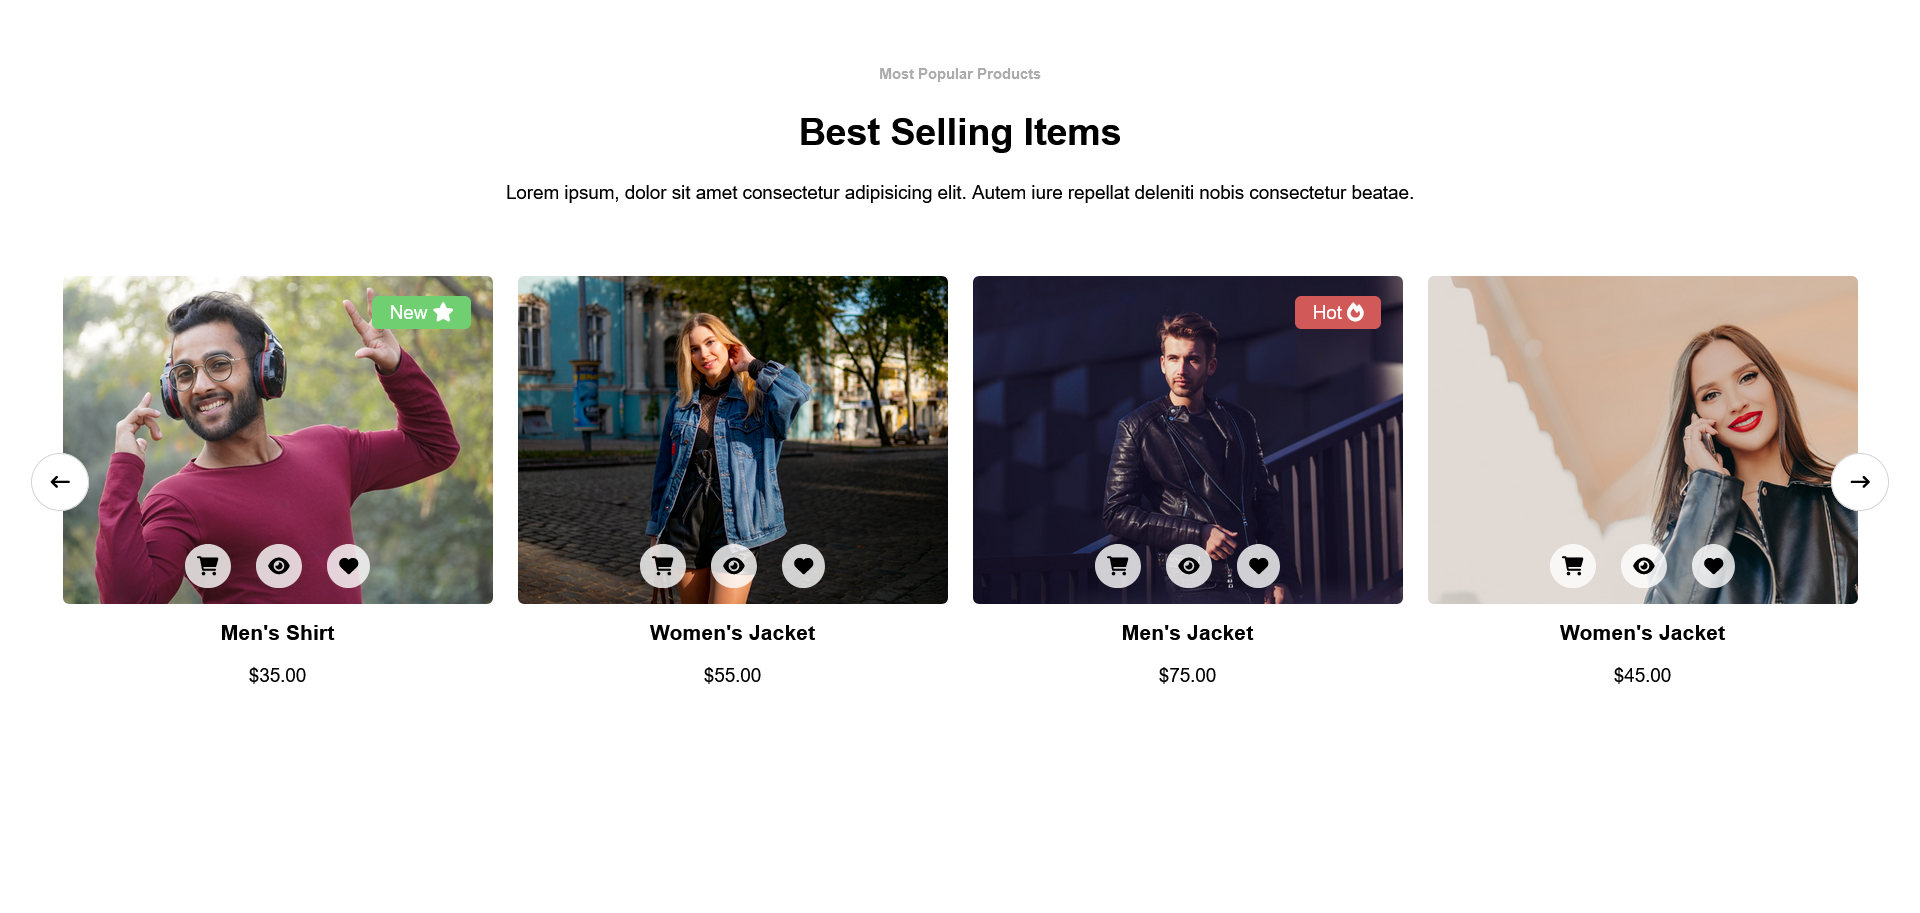 Most Popular Products
Best Selling Items
Lorem ipsum, dolor sit amet consectetur adipisicing elit. Autem iure repellat deleniti nobis consectetur beatae.
New
Hot
Men's Shirt
Women's Jacket
Men's Jacket
Women's Jacket
$35.00
$55.00
$75.00
$45.00